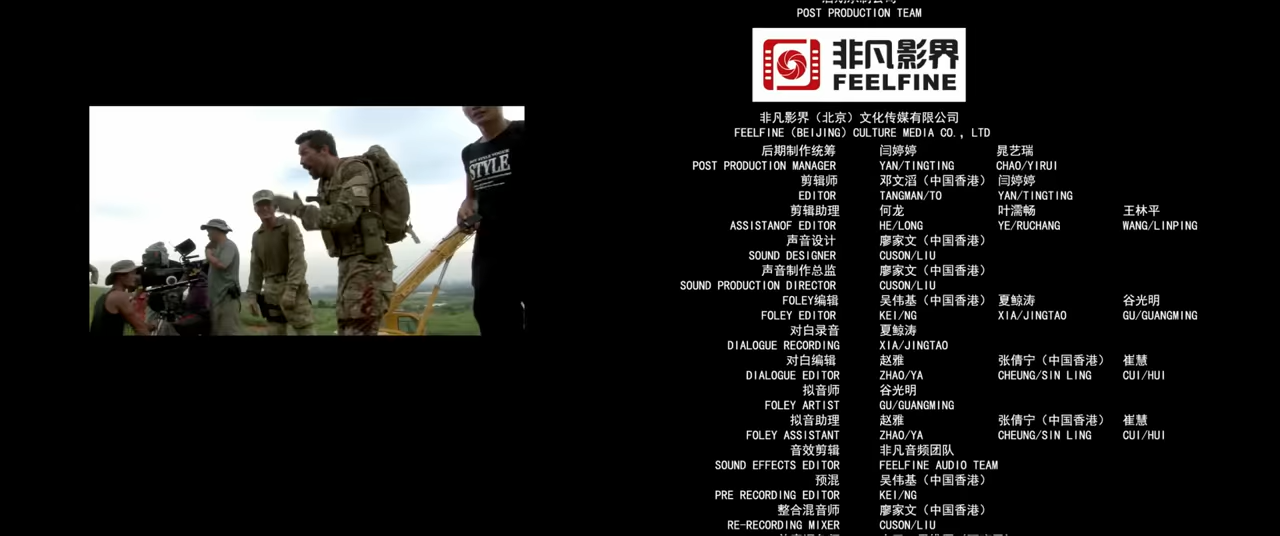 POST PRODUCTION TEAM
非凡影界
FEELFINE
非凡影界（北京）文化传媒有限公司
FEELFINE (BEIJING) CULTURE MEDIA CO., LTD
后期制作统筹 闫婷婷 晁艺瑞
POST PRODUCTION MANAGER YAN/TINGTING CHAO/YIRUI
剪辑师 邓文滔（中国香港） 闫婷婷
EDITOR TANGMAN/TO YAN/TINGTING
剪辑助理 何龙 叶濡畅 王林平
ASSISTANOF EDITOR HE/LONG YE/RUCHANG WANG/LINPING
声音设计 廖家文（中国香港）
SOUND DESIGNER CUSON/LIU
声音制作总监 廖家文（中国香港）
SOUND PRODUCTION DIRECTOR CUSON/LIU
FOLEY编辑 吴伟基（中国香港） 夏鲸涛 谷光明
FOLEY EDITOR KEI/NG XIA/JINGTAO GU/GUANGMING
对白录音 夏鲸涛
DIALOGUE RECORDING XIA/JINGTAO
对白编辑 赵雅 张倩宁（中国香港） 崔慧
DIALOGUE EDITOR ZHAO/YA CHEUNG/SIN LING CUI/HUI
拟音师 谷光明
FOLEY ARTIST GU/GUANGMING
拟音助理 赵雅 张倩宁（中国香港） 崔慧
FOLEY ASSISTANT ZHAO/YA CHEUNG/SIN LING CUI/HUI
音效剪辑 非凡音频团队
SOUND EFFECTS EDITOR FEELFINE AUDIO TEAM
预混 吴伟基（中国香港）
PRE RECORDING EDITOR KEI/NG
整合混音师 廖家文（中国香港）
RE-RECORDING MIXER CUSON/LIU
STYLE